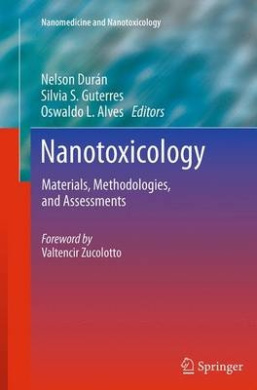 Nanomedicine and Nanotoxicology
Nelson Durán
Silvia S. Guterres
Oswaldo L. Alves Editors
Nanotoxicology
Materials, Methodologies,
and Assessments
Foreword by
Valtencir Zucolotto
Springer